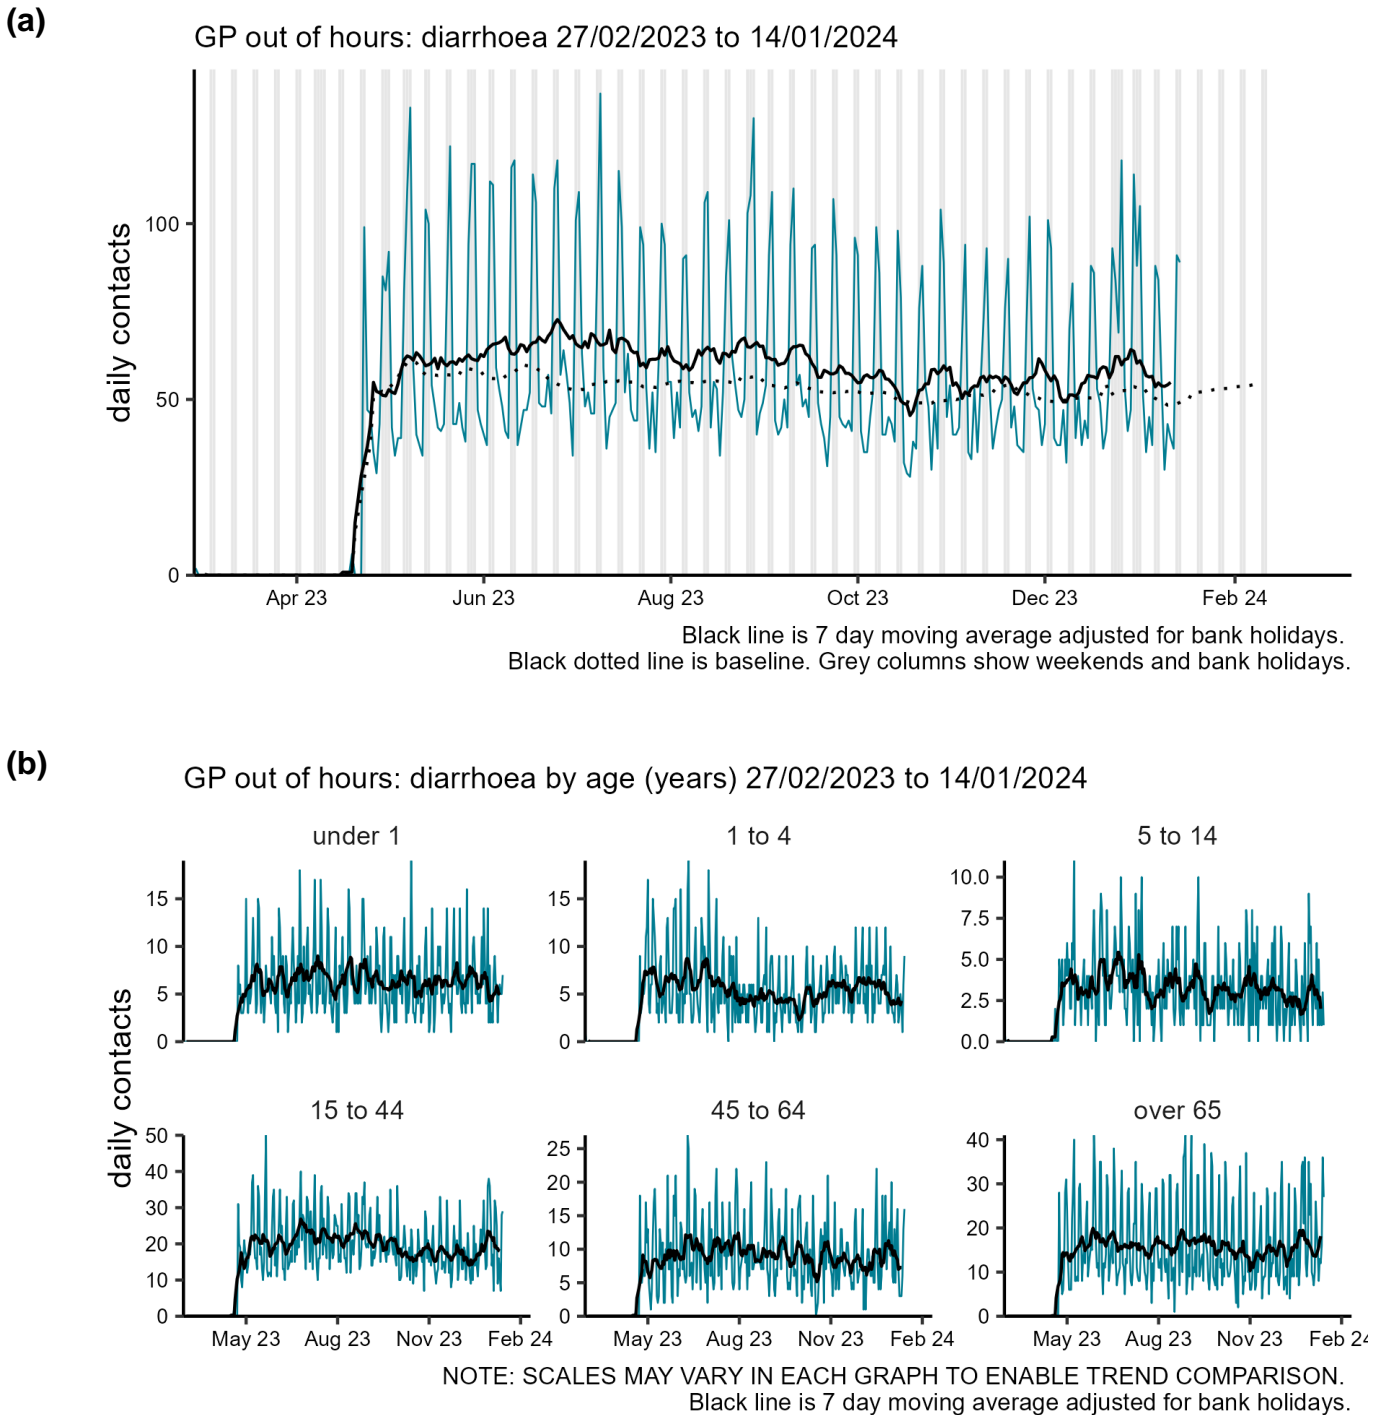 (a)
GP out of hours: diarrhoea 27/02/2023 to 14/01/2024
daily contacts
100
50
0
Apr 23 Jun 23 Aug 23 Oct 23 Dec 23 Feb 24
Black line is 7 day moving average adjusted for bank holidays.
Black dotted line is baseline. Grey columns show weekends and bank holidays.
(b)
GP out of hours: diarrhoea by age (years) 27/02/2023 to 14/01/2024
daily contacts
under 1
15
10
5
0
1 to 4
15
10
5
0
5 to 14
10.0
7.5
5.0
2.5
0.0
15 to 44
50
40
30
20
10
0
May 23 Aug 23 Nov 23 Feb 24
45 to 64
25
20
15
10
5
0
May 23 Aug 23 Nov 23 Feb 24
over 65
40
30
20
10
0
May 23 Aug 23 Nov 23 Feb 24
NOTE: SCALES MAY VARY IN EACH GRAPH TO ENABLE TREND COMPARISON.
Black line is 7 day moving average adjusted for bank holidays.